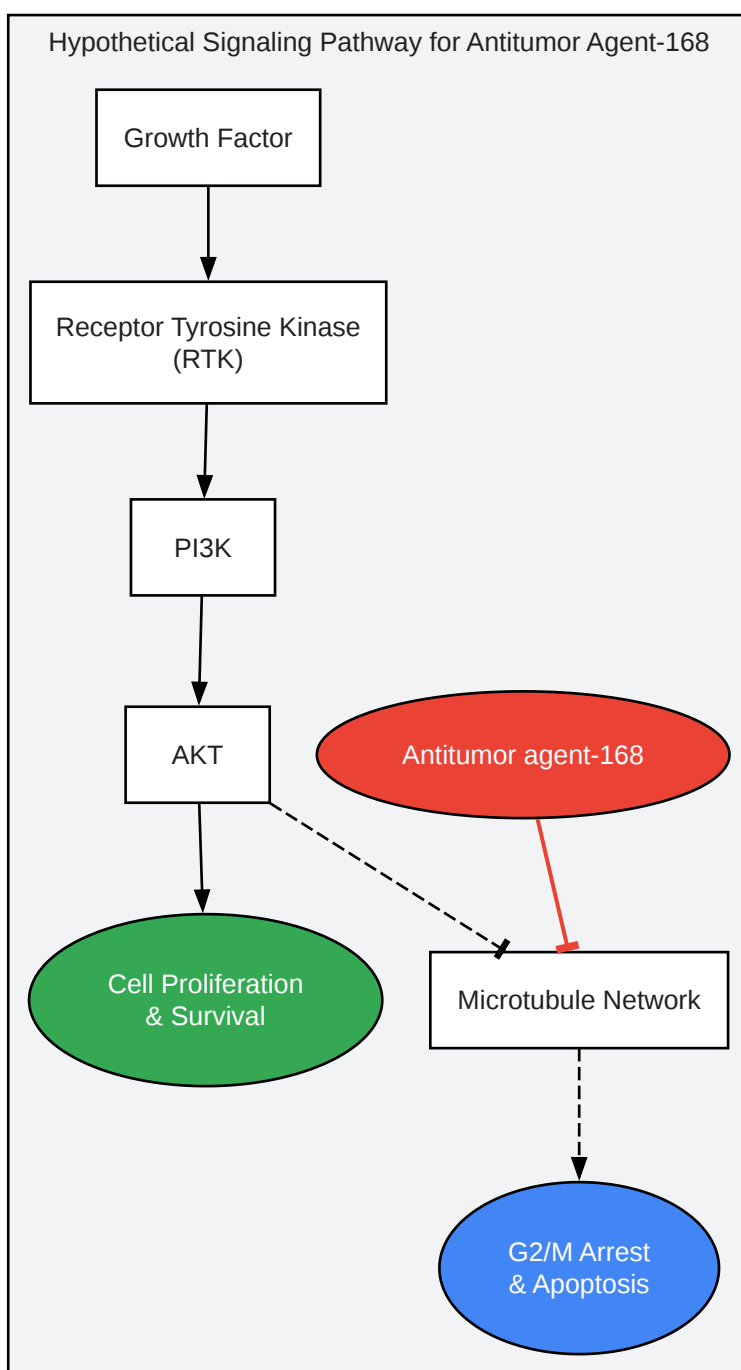 Hypothetical Signaling Pathway for Antitumor Agent-168
Growth Factor
Receptor Tyrosine Kinase
(RTK)
PI3K
AKT
Antitumor agent-168
Cell Proliferation
& Survival
Microtubule Network
G2/M Arrest
& Apoptosis